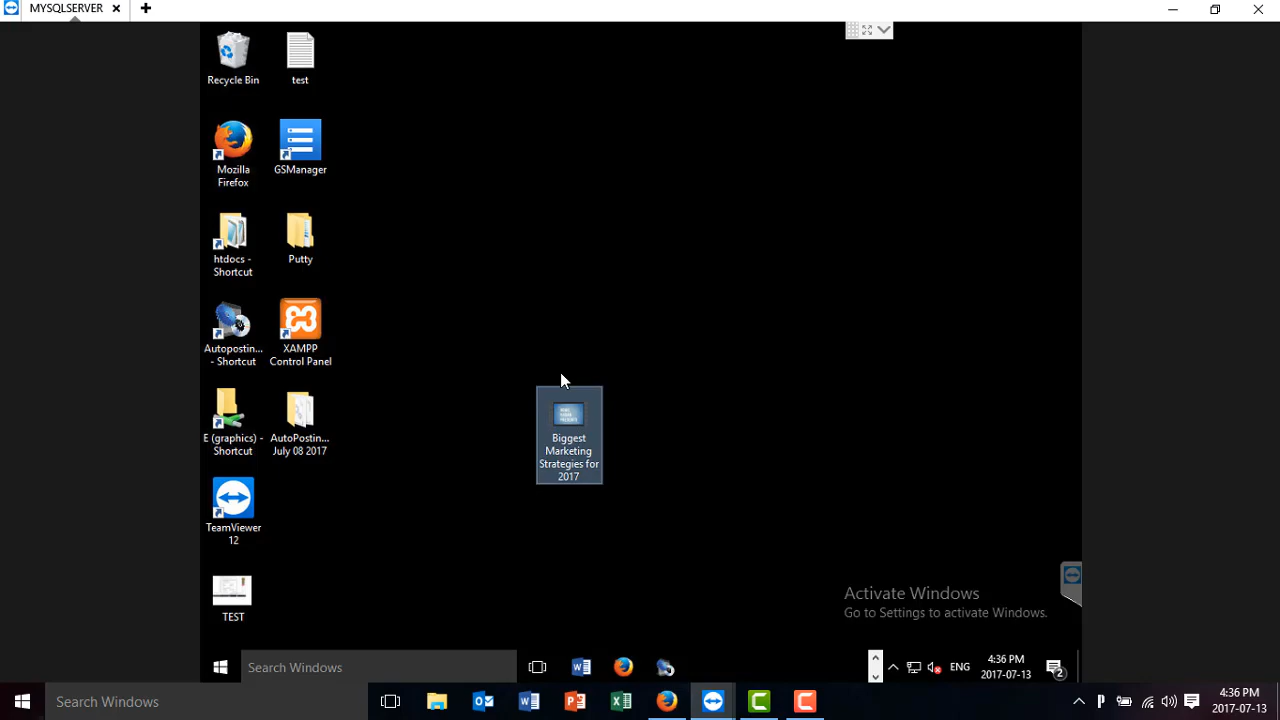 MYSQLSERVER
Recycle Bin
test
Mozilla
Firefox
GSManager
htdocs -
Shortcut
Putty
Autopostin...
- Shortcut
XAMPP
Control Panel
E (graphics) -
Shortcut
AutoPostin...
July 08 2017
Biggest
Marketing
Strategies for
2017
TeamViewer
12
TEST
Activate Windows
Go to Settings to activate Windows.
Search Windows
ENG
4:36 PM
2017-07-13
2
Search Windows
4:36 PM
2017-07-13